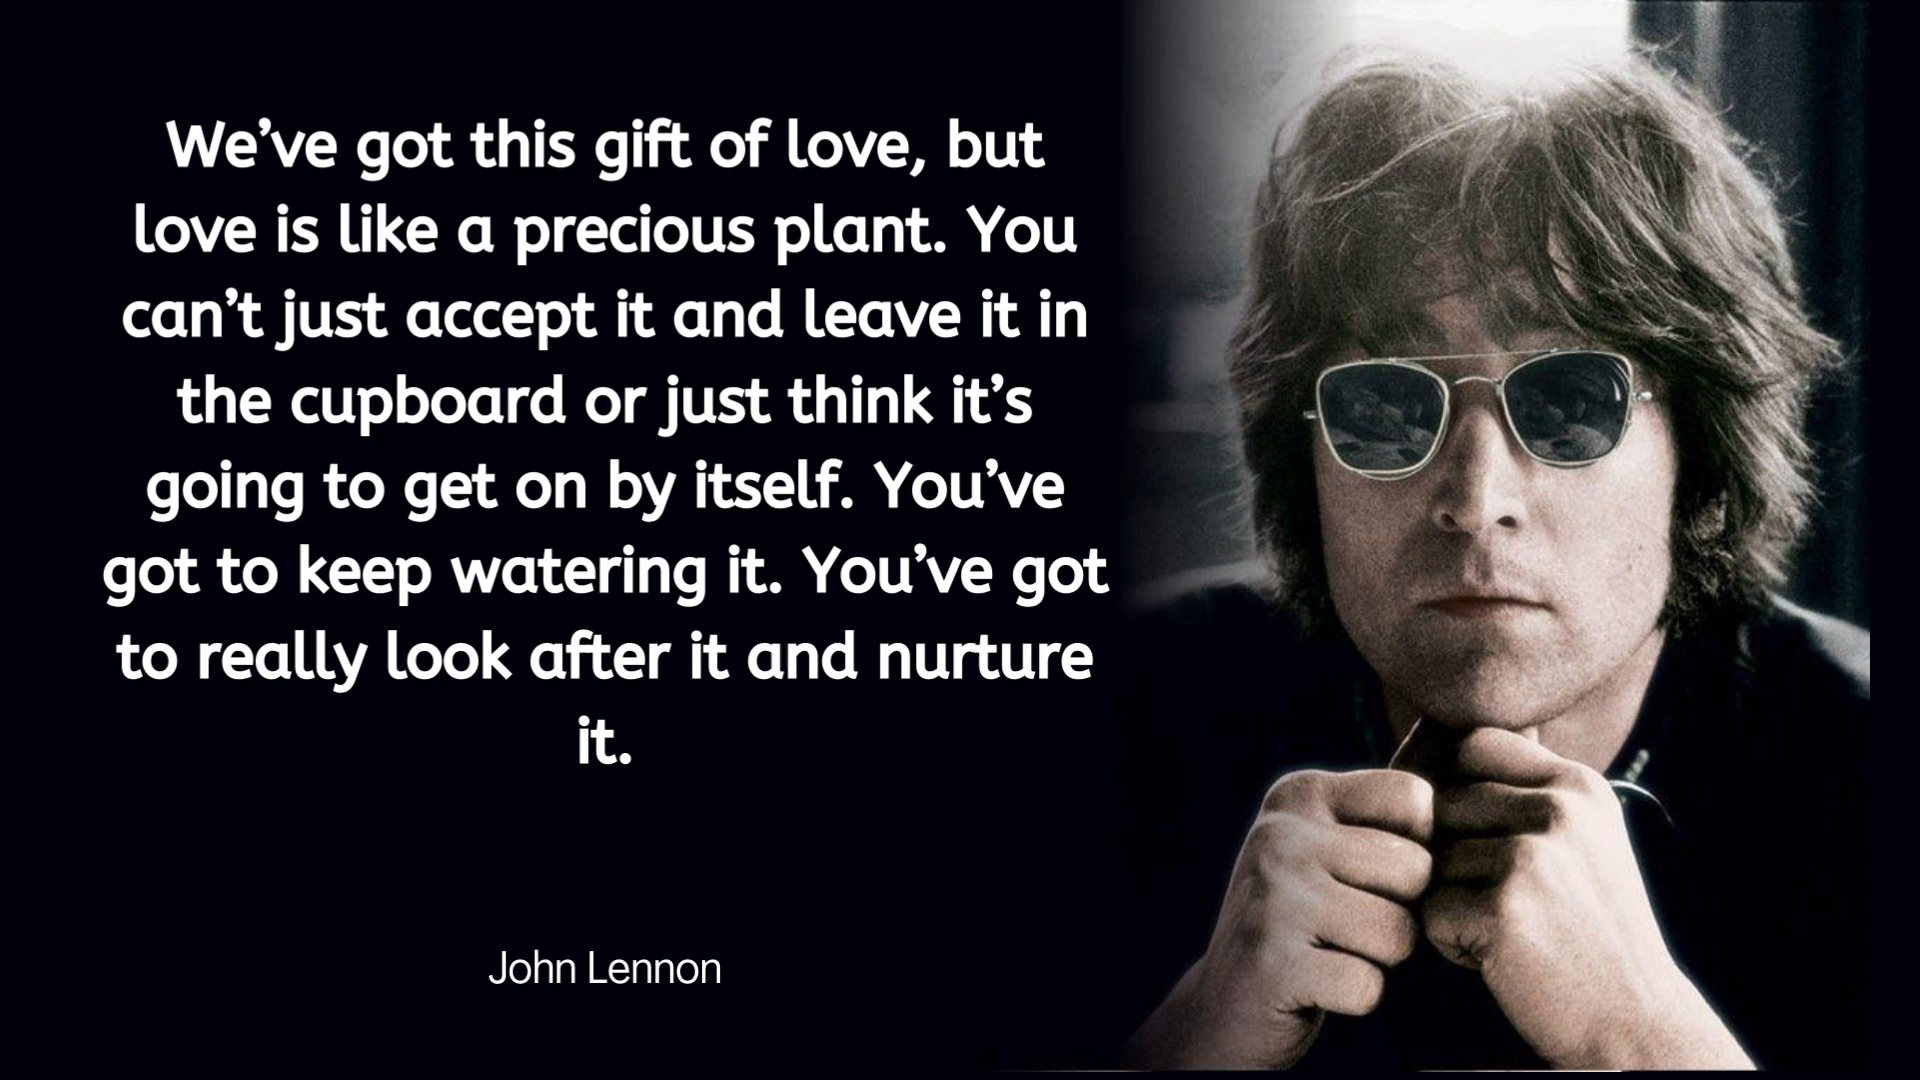 We’ve got this gift of love, but
love is like a precious plant. You
can’t just accept it and leave it in
the cupboard or just think it’s
going to get on by itself. You’ve
got to keep watering it. You’ve got
to really look after it and nurture
it.
John Lennon